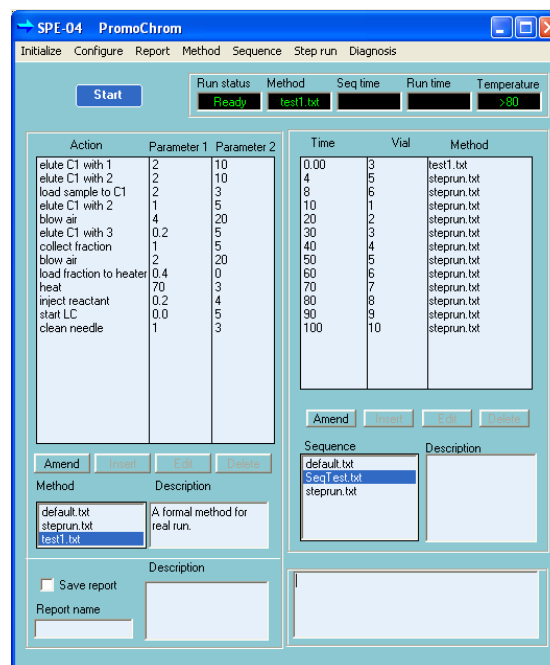 SPE-04 PromoChrom
Initialize Configure Report Method Sequence Step run Diagnosis
Start
Run status Method Seq time Run time Temperature
Ready test1.txt >80
Action Parameter 1 Parameter 2
elute C1 with 1 2 10
elute C1 with 2 2 10
load sample to C1 2 3
elute C1 with 2 1 5
blow air 4 20
elute C1 with 3 0.2 5
collect fraction 1 5
blow air 2 20
load fraction to heater 0.4 0
heat 70 3
inject reactant 0.2 4
start LC 0.0 5
clean needle 1 3
Amend Insert Edit Delete
Method Description
default.txt
steprun.txt
test1.txt
A formal method for
real run.
Save report
Report name
Description
Time Vial Method
0.00 3 test1.txt
4 5 steprun.txt
8 6 steprun.txt
10 1 steprun.txt
20 2 steprun.txt
30 3 steprun.txt
40 4 steprun.txt
50 5 steprun.txt
60 6 steprun.txt
70 7 steprun.txt
80 8 steprun.txt
90 9 steprun.txt
100 10 steprun.txt
Amend Insert Edit Delete
Sequence Description
default.txt
SeqTest.txt
steprun.txt